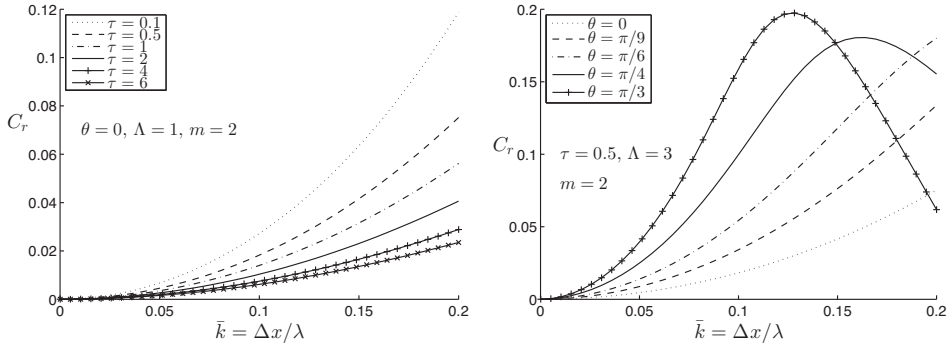 0.12
0.1
0.08
0.06
0.04
0.02
0
C_r
τ = 0.1
τ = 0.5
τ = 1
τ = 2
τ = 4
τ = 6
θ = 0, Λ = 1, m = 2
0 0.05 0.1 0.15 0.2
k̄ = Δx/λ
0.2
0.15
0.1
0.05
0
C_r
θ = 0
θ = π/9
θ = π/6
θ = π/4
θ = π/3
τ = 0.5, Λ = 3
m = 2
0 0.05 0.1 0.15 0.2
k̄ = Δx/λ